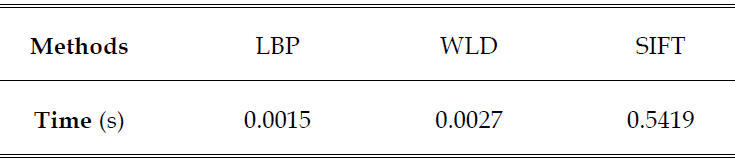 Methods LBP WLD SIFT
Time (s) 0.0015 0.0027 0.5419